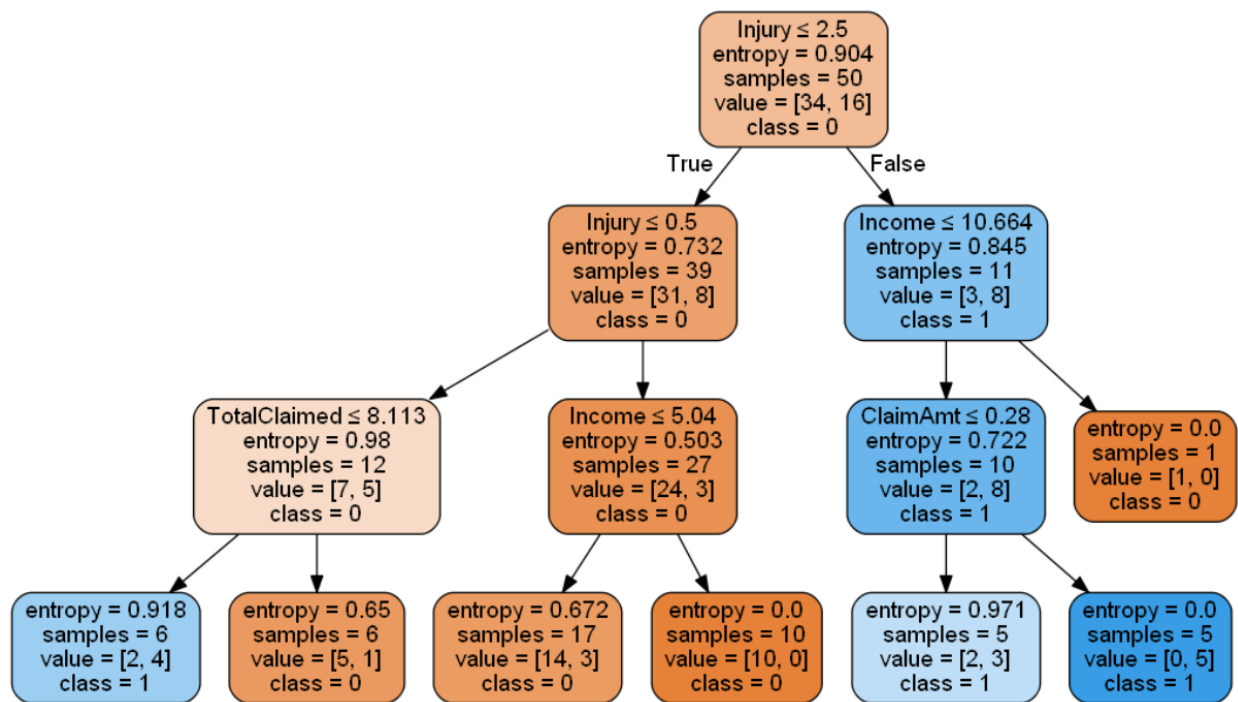 Injury ≤ 2.5
entropy = 0.904
samples = 50
value = [34, 16]
class = 0
True
False
Injury ≤ 0.5
entropy = 0.732
samples = 39
value = [31, 8]
class = 0
Income ≤ 10.664
entropy = 0.845
samples = 11
value = [3, 8]
class = 1
TotalClaimed ≤ 8.113
entropy = 0.98
samples = 12
value = [7, 5]
class = 0
Income ≤ 5.04
entropy = 0.503
samples = 27
value = [24, 3]
class = 0
ClaimAmt ≤ 0.28
entropy = 0.722
samples = 10
value = [2, 8]
class = 1
entropy = 0.0
samples = 1
value = [1, 0]
class = 0
entropy = 0.918
samples = 6
value = [2, 4]
class = 1
entropy = 0.65
samples = 6
value = [5, 1]
class = 0
entropy = 0.672
samples = 17
value = [14, 3]
class = 0
entropy = 0.0
samples = 10
value = [10, 0]
class = 0
entropy = 0.971
samples = 5
value = [2, 3]
class = 1
entropy = 0.0
samples = 5
value = [0, 5]
class = 1